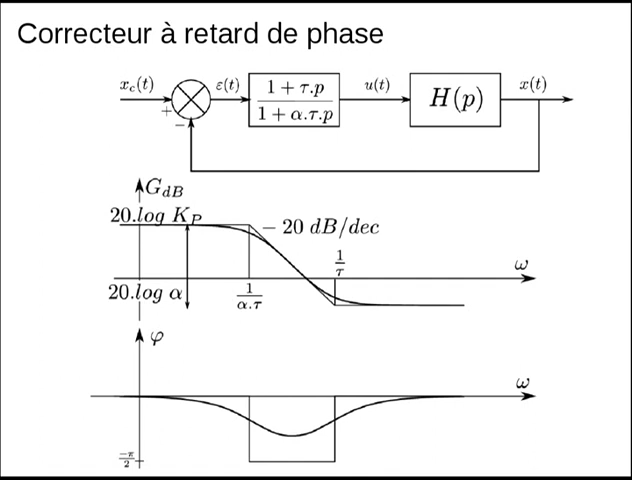 Correcteur à retard de phase
x_c(t) ε(t) 1 + τ.p / 1 + α.τ.p u(t) H(p) x(t)
+
−
G_dB
20.log K_P
− 20 dB/dec
1/τ
ω
20.log α
1/α.τ
φ
ω
−π/2